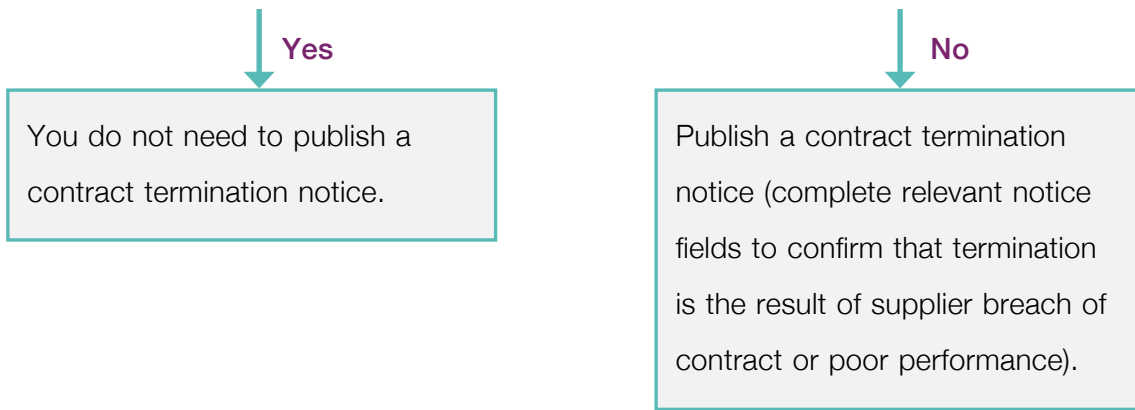 Yes
You do not need to publish a
contract termination notice.
No
Publish a contract termination
notice (complete relevant notice
fields to confirm that termination
is the result of supplier breach of
contract or poor performance).